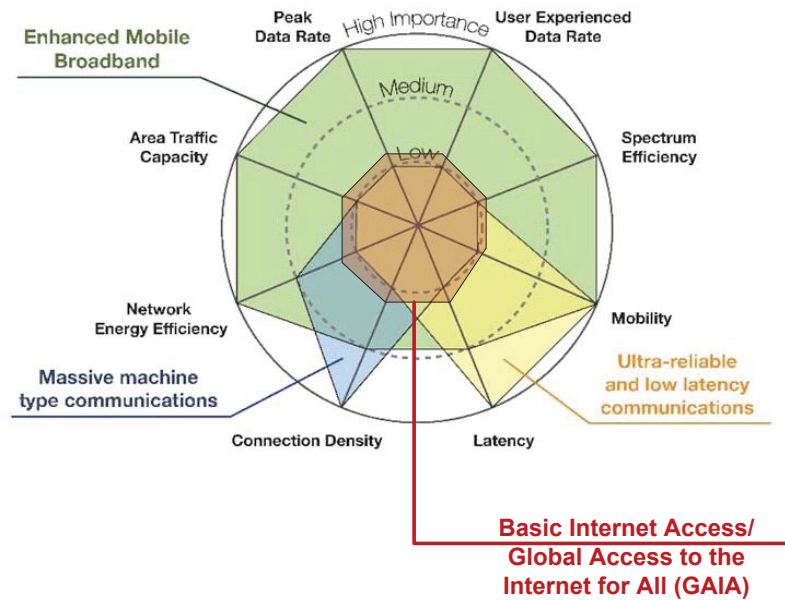 Peak
Data Rate
High Importance
User Experienced
Data Rate
Enhanced Mobile
Broadband
Medium
Area Traffic
Capacity
Low
Spectrum
Efficiency
Network
Energy Efficiency
Mobility
Massive machine
type communications
Ultra-reliable
and low latency
communications
Connection Density
Latency
Basic Internet Access/
Global Access to the
Internet for All (GAIA)